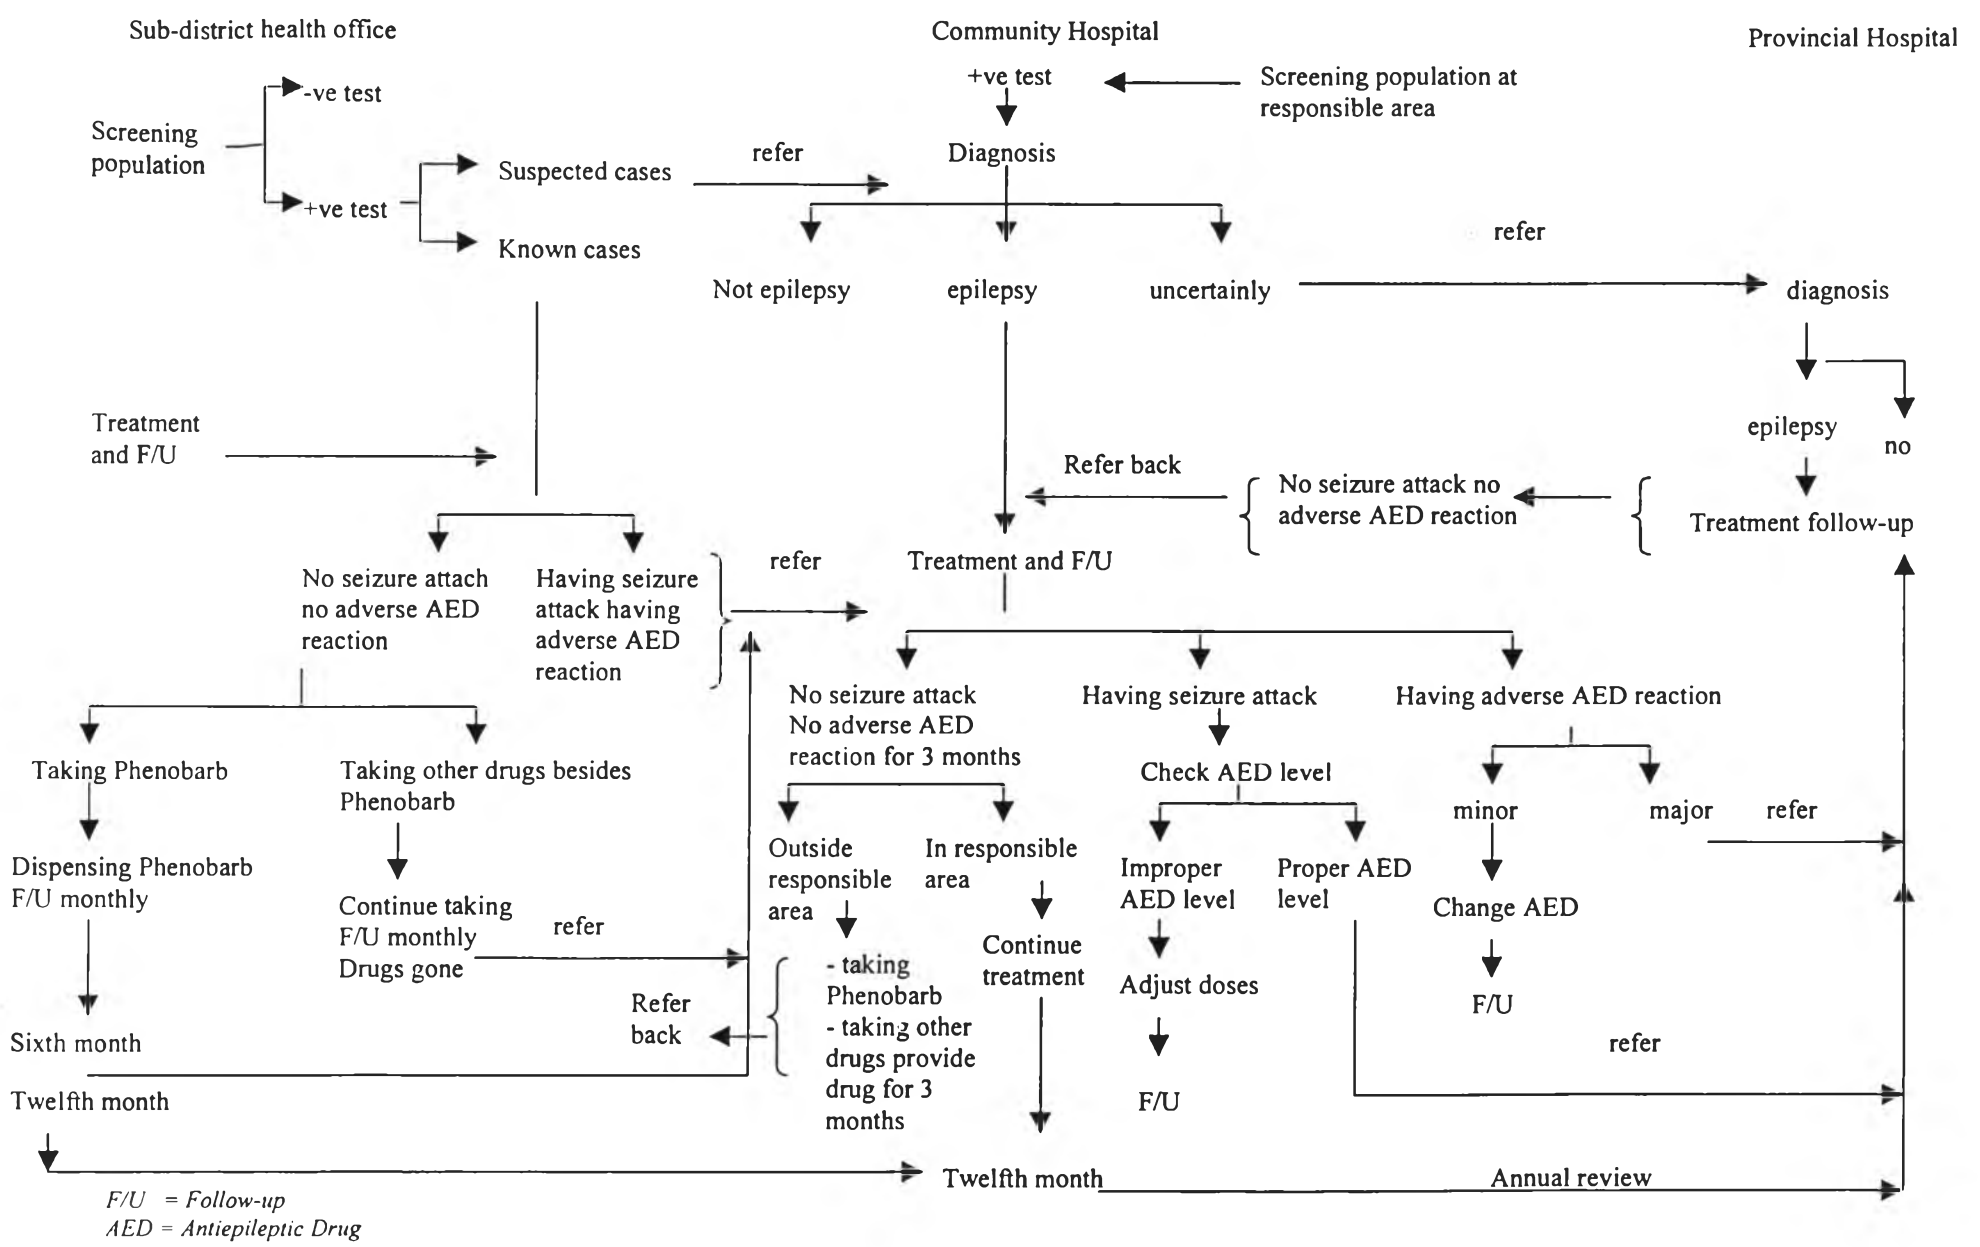 Sub-district health office
Community Hospital
Provincial Hospital
+ve test
Screening population at
responsible area
-ve test
Screening
population
Diagnosis
refer
Suspected cases
+ve test
Known cases
refer
Not epilepsy
epilepsy
uncertainly
diagnosis
Treatment
and F/U
epilepsy
no
Refer back
No seizure attack no
adverse AED reaction
Treatment follow-up
refer
Treatment and F/U
No seizure attach
no adverse AED
reaction
Having seizure
attack having
adverse AED
reaction
No seizure attack
No adverse AED
reaction for 3 months
Having seizure attack
Having adverse AED reaction
Taking Phenobarb
Taking other drugs besides
Phenobarb
Check AED level
minor
major
refer
Outside
responsible
area
In responsible
area
Improper
AED level
Proper AED
level
Dispensing Phenobarb
F/U monthly
Continue taking
F/U monthly
Drugs gone
refer
Change AED
Continue
treatment
- taking
Phenobarb
- taking other
drugs provide
drug for 3
months
Adjust doses
F/U
Refer
back
Sixth month
refer
Twelfth month
F/U
Twelfth month
Annual review
F/U = Follow-up
AED = Antiepileptic Drug